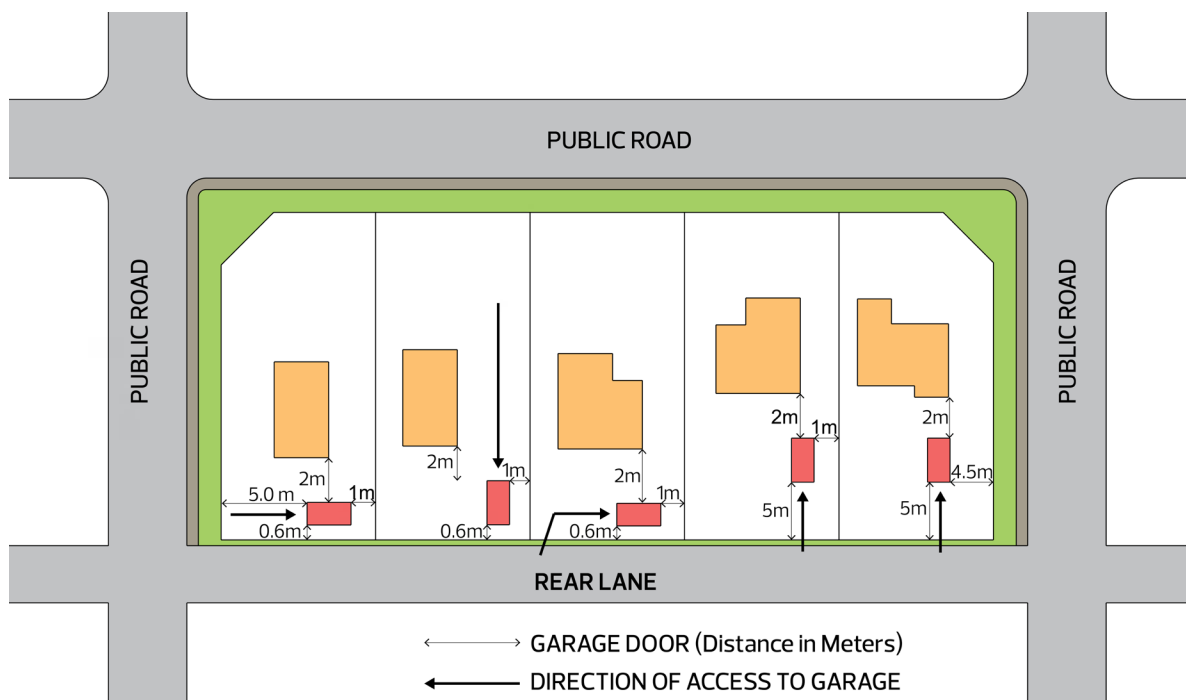 PUBLIC ROAD
PUBLIC ROAD
PUBLIC ROAD
2m
1m
2m
2m
1m
2m
4.5m
5.0 m
1m
0.6m
1m
0.6m
1m
0.6m
5m
5m
REAR LANE
GARAGE DOOR (Distance in Meters)
DIRECTION OF ACCESS TO GARAGE
2m